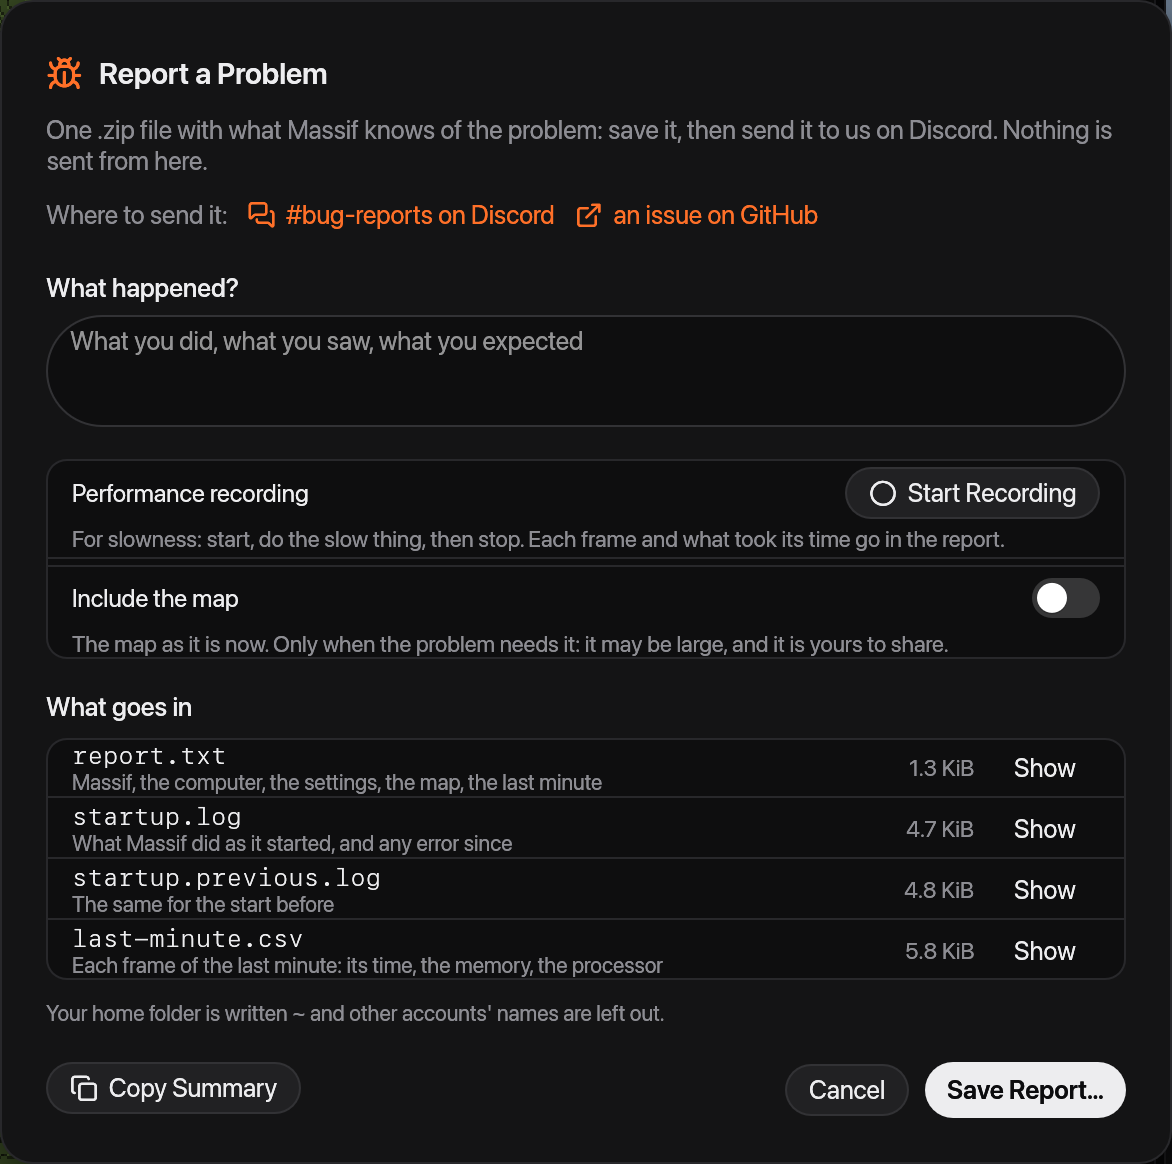 Report a Problem
One .zip file with what Massif knows of the problem: save it, then send it to us on Discord. Nothing is
sent from here.
Where to send it: #bug-reports on Discord an issue on GitHub
What happened?
What you did, what you saw, what you expected
Performance recording Start Recording
For slowness: start, do the slow thing, then stop. Each frame and what took its time go in the report.
Include the map
The map as it is now. Only when the problem needs it: it may be large, and it is yours to share.
What goes in
report.txt
Massif, the computer, the settings, the map, the last minute
1.3 KiB Show
startup.log
What Massif did as it started, and any error since
4.7 KiB Show
startup.previous.log
The same for the start before
4.8 KiB Show
last-minute.csv
Each frame of the last minute: its time, the memory, the processor
5.8 KiB Show
Your home folder is written ~ and other accounts' names are left out.
Copy Summary Cancel Save Report...